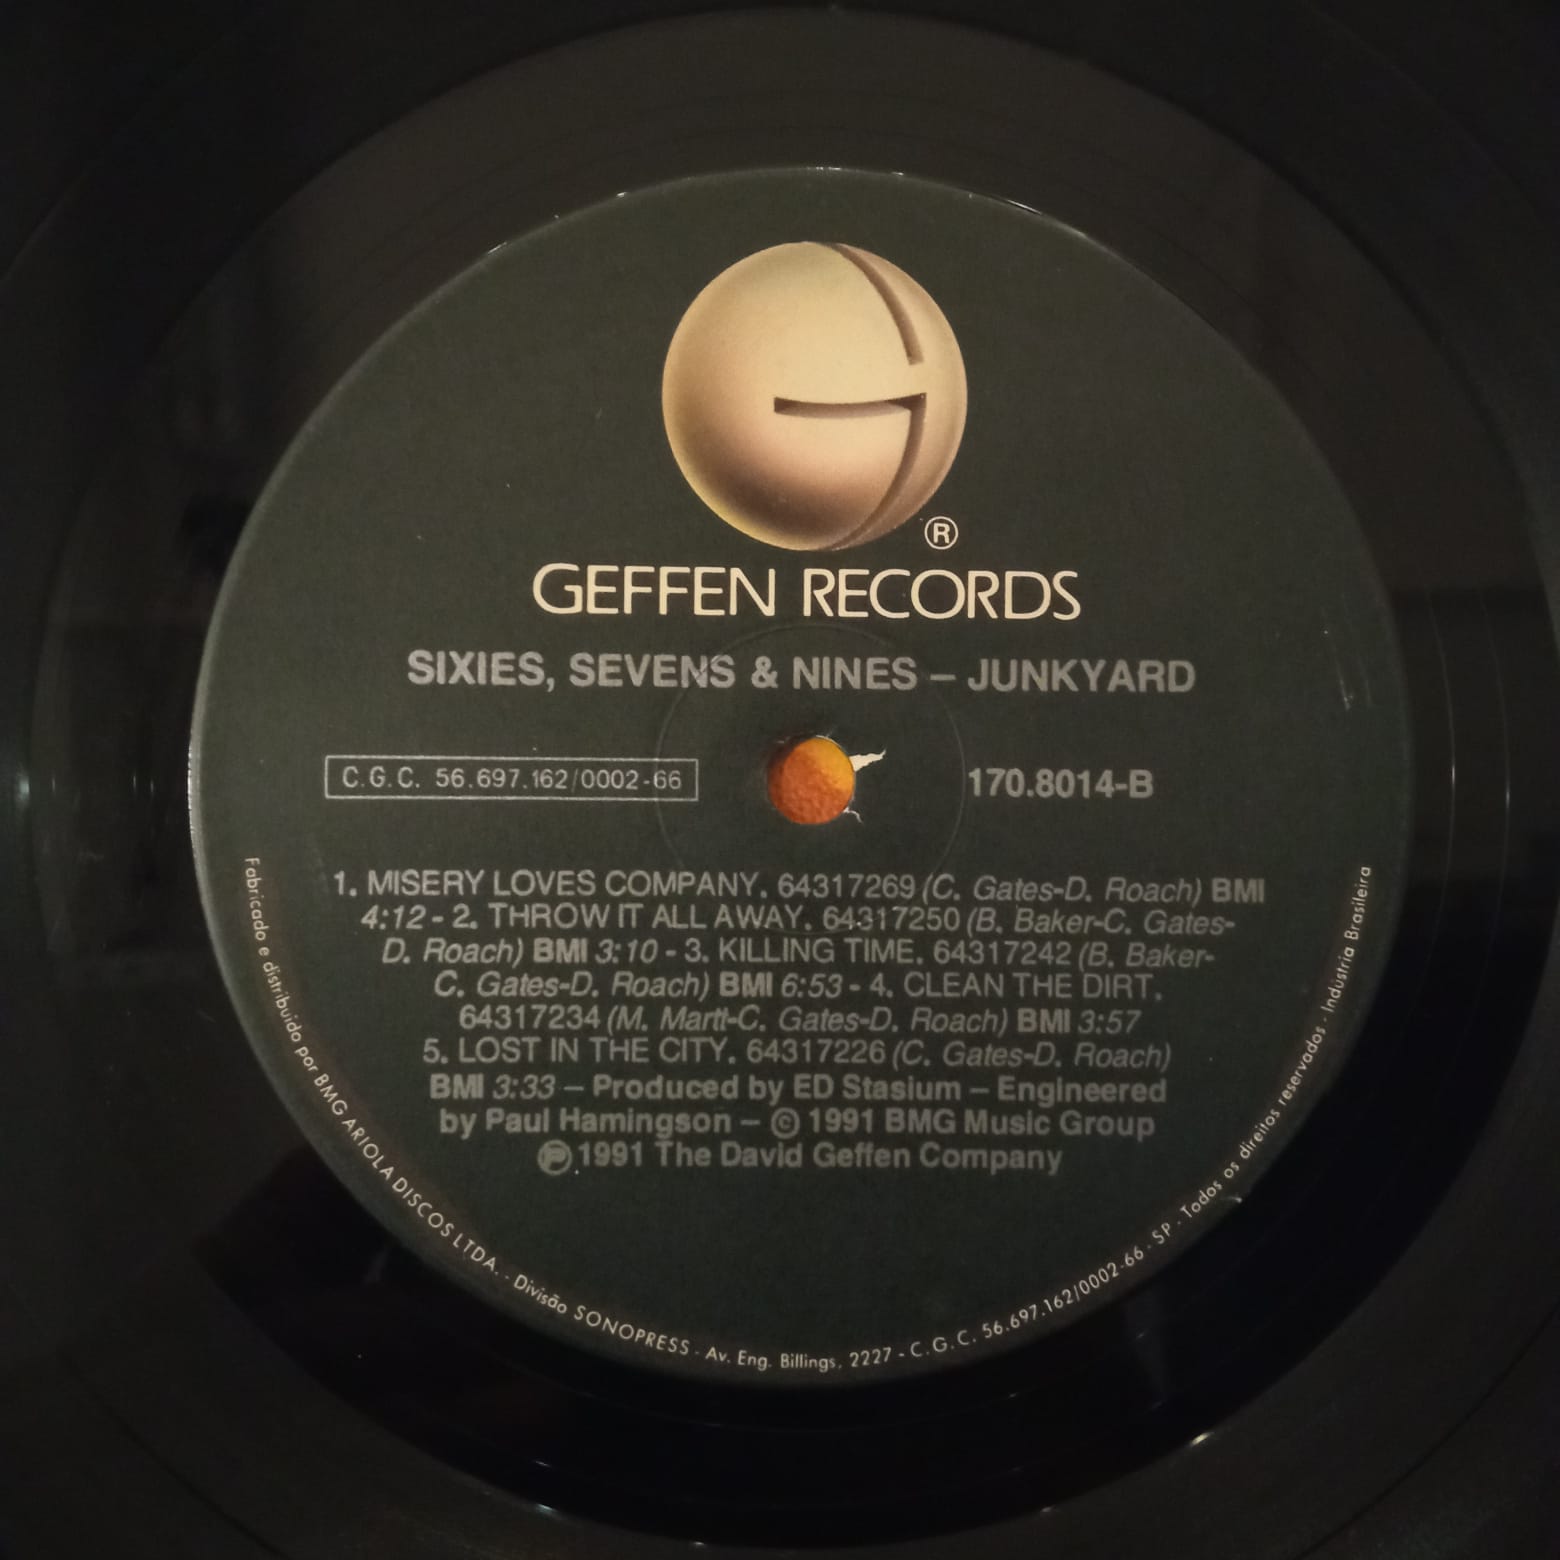 ®
GEFFEN RECORDS
SIXIES, SEVENS & NINES – JUNKYARD
C.G.C. 56.697.162/0002-66
170.8014-B
1. MISERY LOVES COMPANY. 64317269 (C. Gates-D. Roach) BMI
4:12 - 2. THROW IT ALL AWAY. 64317250 (B. Baker-C. Gates-
D. Roach) BMI 3:10 - 3. KILLING TIME. 64317242 (B. Baker-
C. Gates-D. Roach) BMI 6:53 - 4. CLEAN THE DIRT.
64317234 (M. Martt-C. Gates-D. Roach) BMI 3:57
5. LOST IN THE CITY. 64317226 (C. Gates-D. Roach)
BMI 3:33 – Produced by ED Stasium – Engineered
by Paul Hamingson – © 1991 BMG Music Group
℗ 1991 The David Geffen Company
Fabricado e distribuido por BMG ARIOLA DISCOS LTDA. - Divisão SONOPRESS - Av. Eng. Billings, 2227 - C.G.C. 56.697.162/0002-66 - SP - Todos os direitos reservados - Industria Brasileira